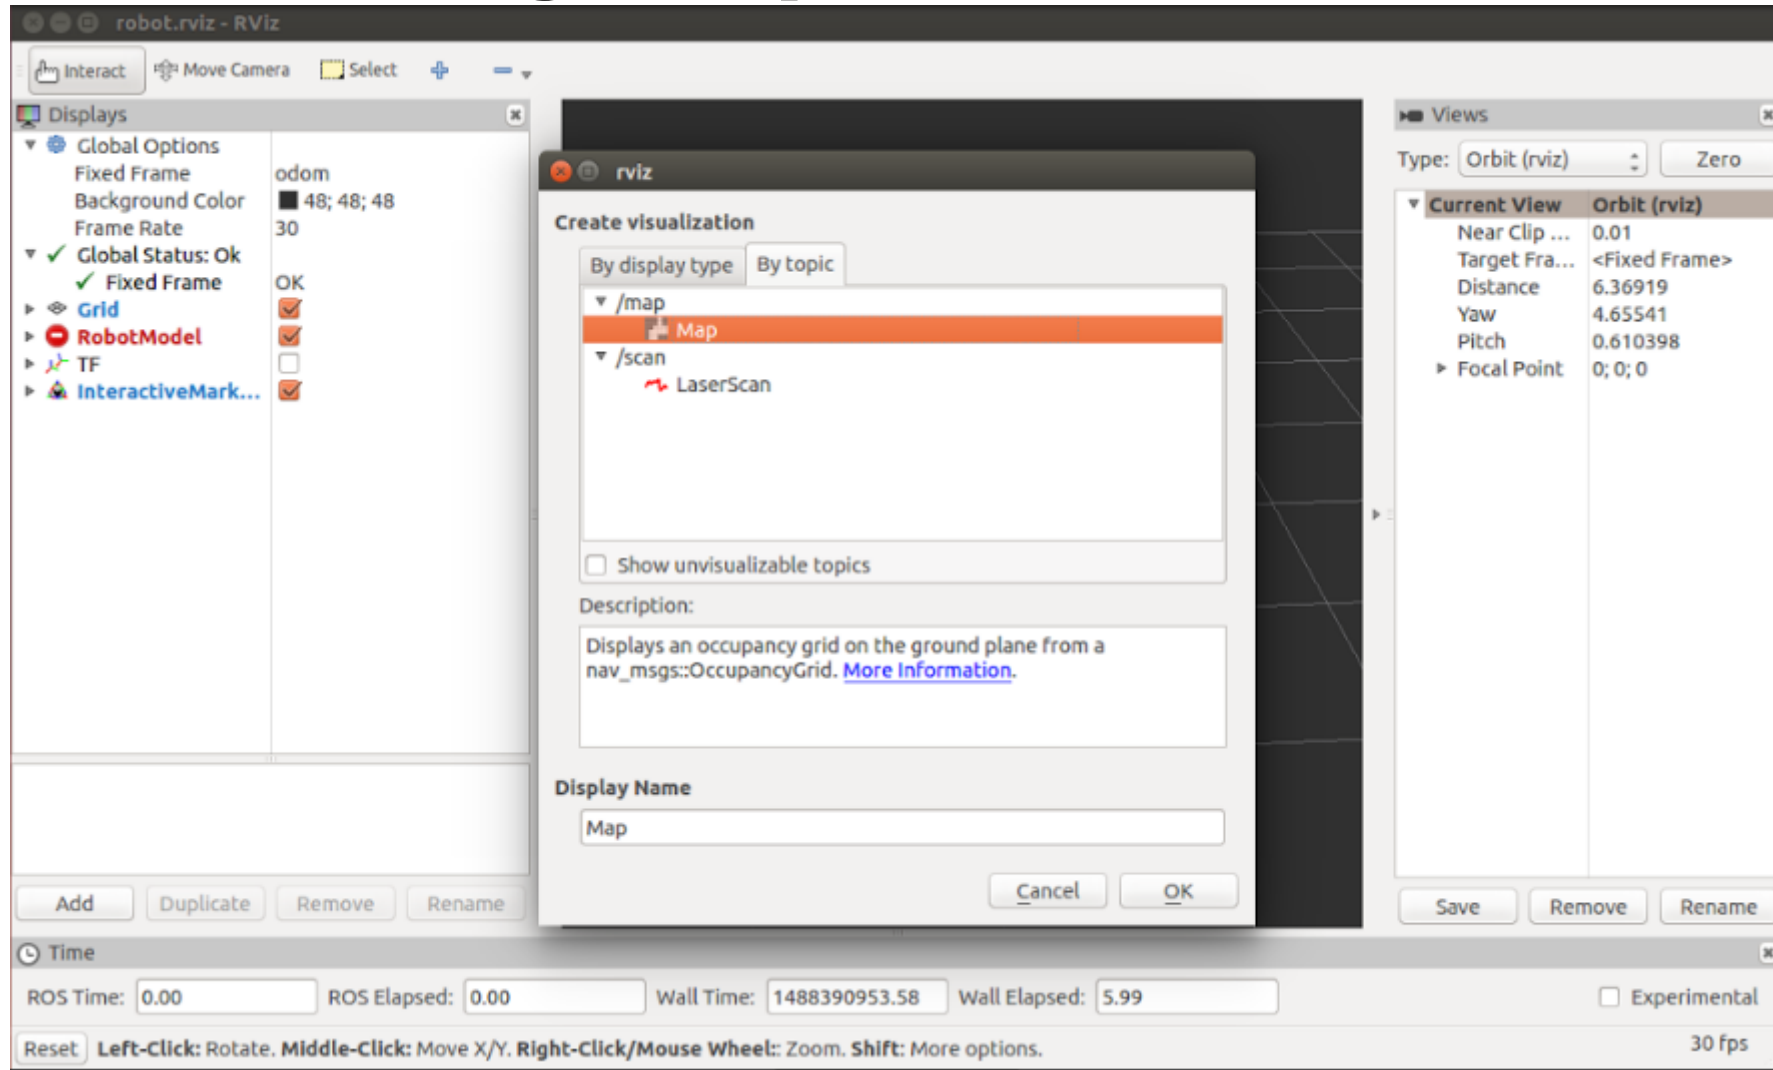 robot.rviz - RViz
Interact Move Camera Select
Displays
Global Options
Fixed Frame odom
Background Color 48; 48; 48
Frame Rate 30
Global Status: Ok
Fixed Frame OK
Grid
RobotModel
TF
InteractiveMark...
Add Duplicate Remove Rename
rviz
Create visualization
By display type By topic
/map
Map
/scan
LaserScan
Show unvisualizable topics
Description:
Displays an occupancy grid on the ground plane from a
nav_msgs::OccupancyGrid. More Information.
Display Name
Map
Cancel OK
Views
Type: Orbit (rviz) Zero
Current View Orbit (rviz)
Near Clip ... 0.01
Target Fra... <Fixed Frame>
Distance 6.36919
Yaw 4.65541
Pitch 0.610398
Focal Point 0; 0; 0
Save Remove Rename
Time
ROS Time: 0.00 ROS Elapsed: 0.00 Wall Time: 1488390953.58 Wall Elapsed: 5.99 Experimental
Reset Left-Click: Rotate. Middle-Click: Move X/Y. Right-Click/Mouse Wheel:: Zoom. Shift: More options. 30 fps